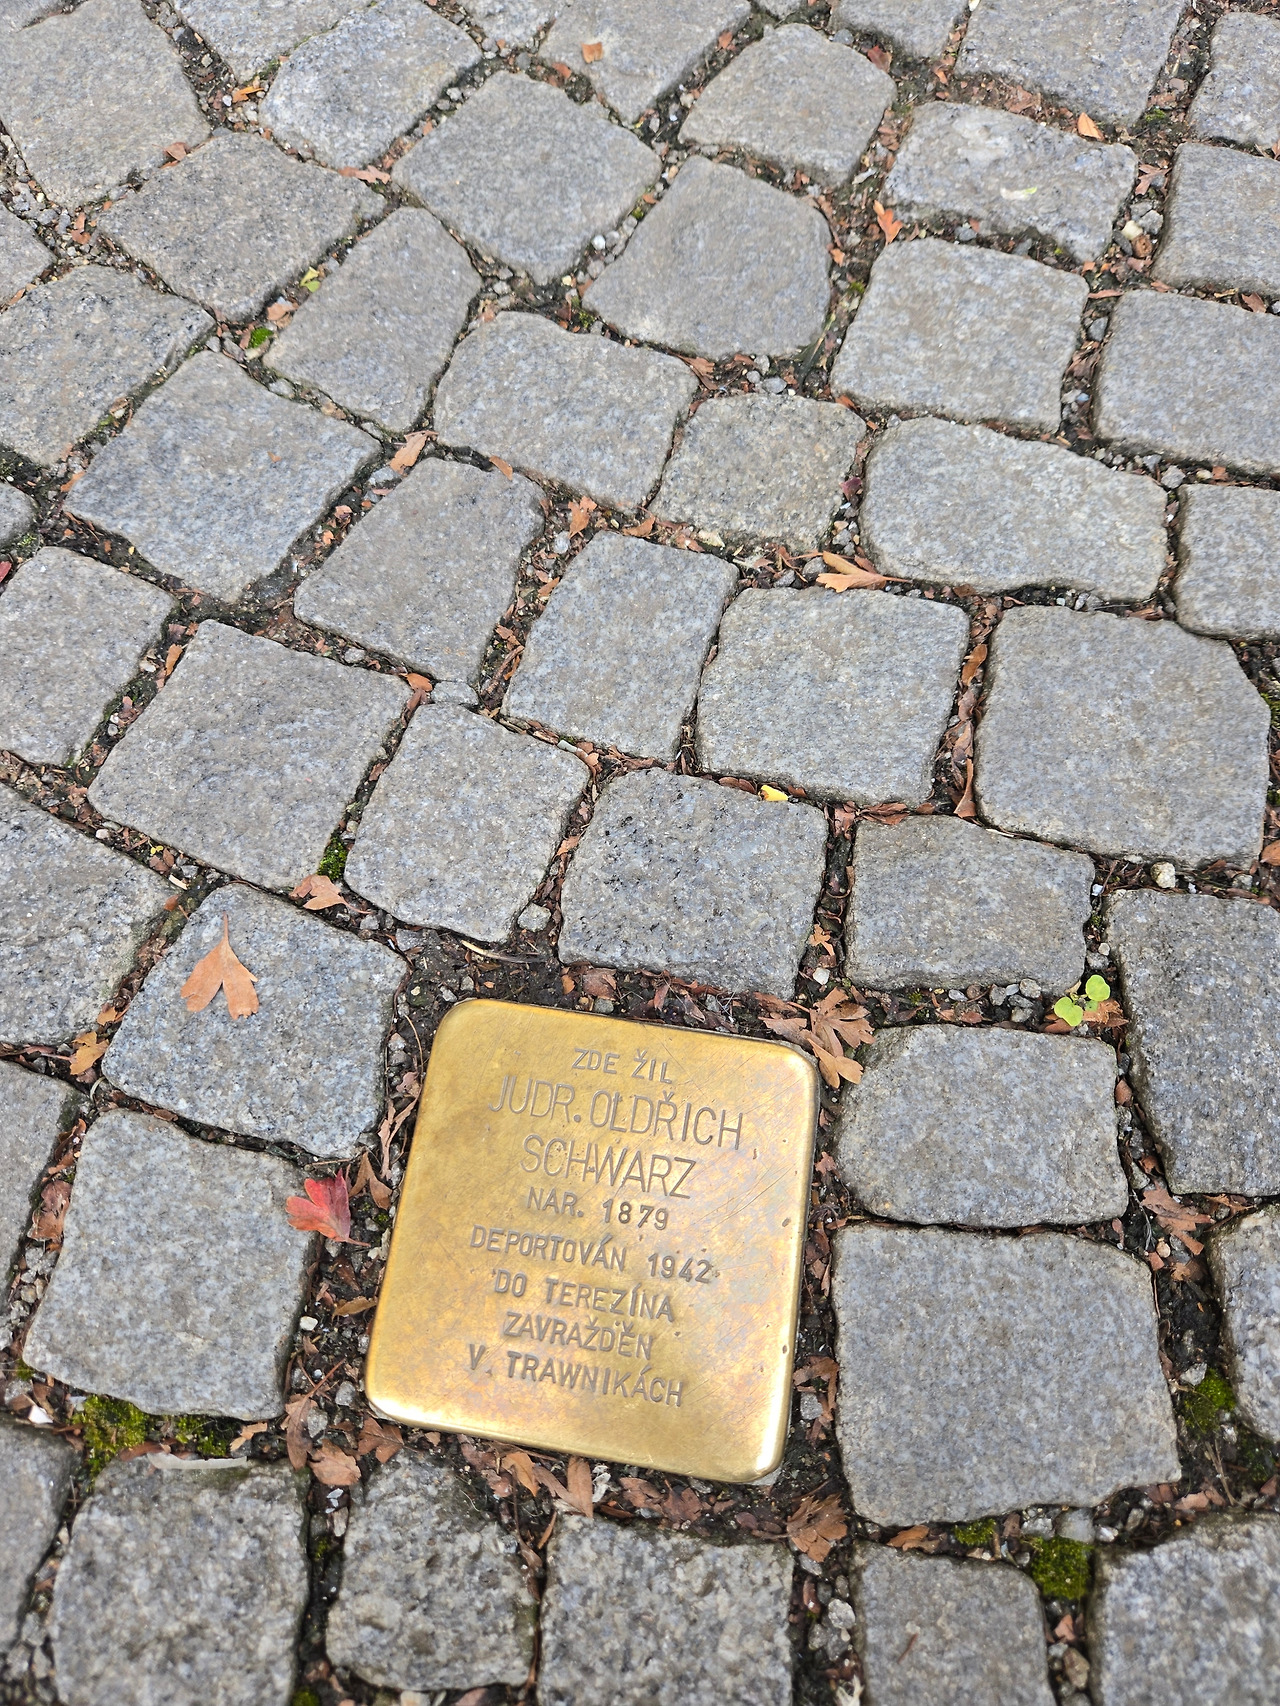 ZDE ŽIL
JUDR. OLDŘICH
SCHWARZ
NAR. 1879
DEPORTOVÁN 1942
DO TEREZÍNA
ZAVRAŽDĚN
V. TRAWNIKÁCH